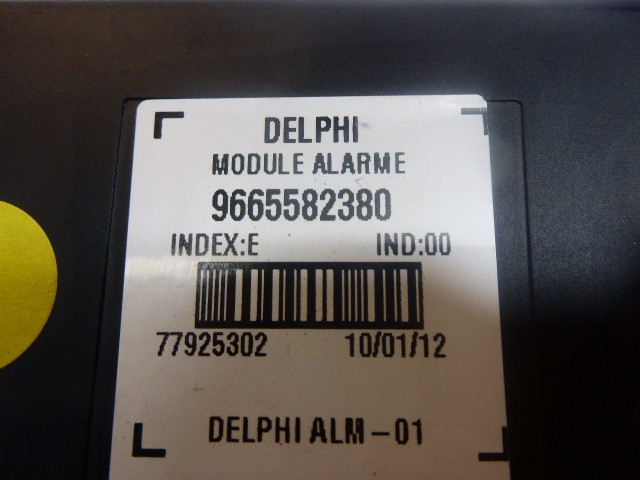 DELPHI
MODULE ALARME
9665582380
INDEX:E IND:00
77925302 10/01/12
DELPHI ALM-01